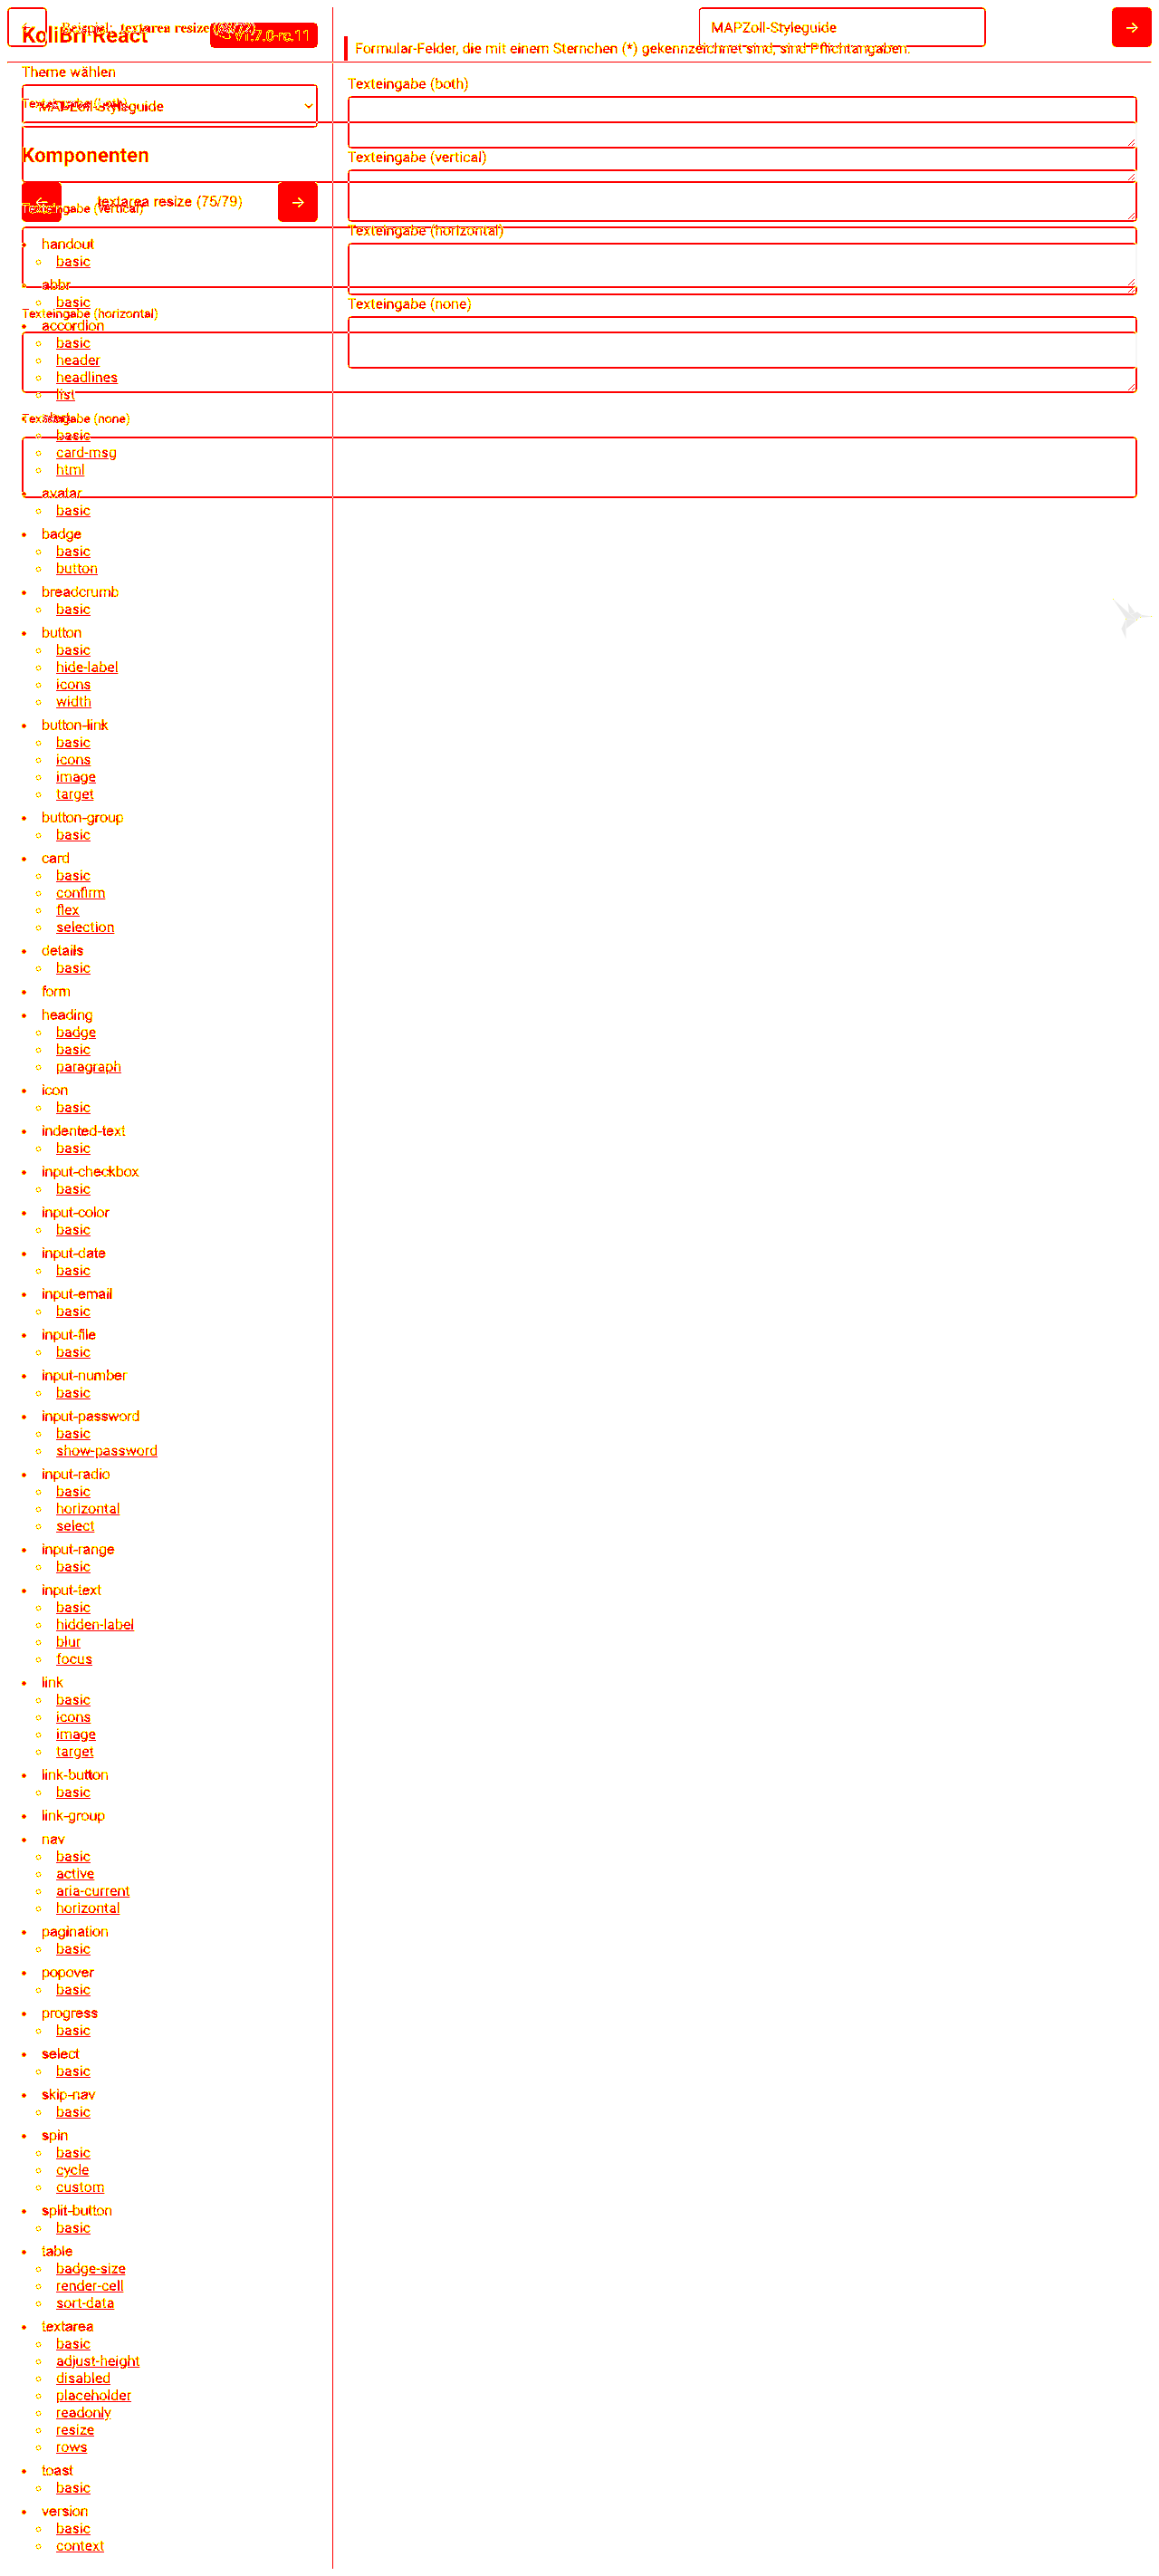 Beispiel: textarea resize
KoliBri React
v1.7.0-rc.11
MAPZoll-Styleguide
Formular-Felder, die mit einem Sternchen (*) gekennzeichnet sind, sind Pflichtangaben.
Theme wählen
Texteingabe (both)
MAPZoll-Styleguide
Texteingabe (both)
Komponenten
Texteingabe (vertical)
textarea resize (75/79)
Texteingabe (vertical)
Texteingabe (horizontal)
handout
basic
abbr
basic
Texteingabe (none)
Texteingabe (horizontal)
accordion
basic
header
headlines
list
Texteingabe (none)
basic
card-msg
html
avatar
basic
badge
basic
button
breadcrumb
basic
button
basic
hide-label
icons
width
button-link
basic
icons
image
target
button-group
basic
card
basic
confirm
flex
selection
details
basic
form
heading
badge
basic
paragraph
icon
basic
indented-text
basic
input-checkbox
basic
input-color
basic
input-date
basic
input-email
basic
input-file
basic
input-number
basic
input-password
basic
show-password
input-radio
basic
horizontal
select
input-range
basic
input-text
basic
hidden-label
blur
focus
link
basic
icons
image
target
link-button
basic
link-group
nav
basic
active
aria-current
horizontal
pagination
basic
popover
basic
progress
basic
select
basic
skip-nav
basic
spin
basic
cycle
custom
split-button
basic
table
badge-size
render-cell
sort-data
textarea
basic
adjust-height
disabled
placeholder
readonly
resize
rows
toast
basic
version
basic
context